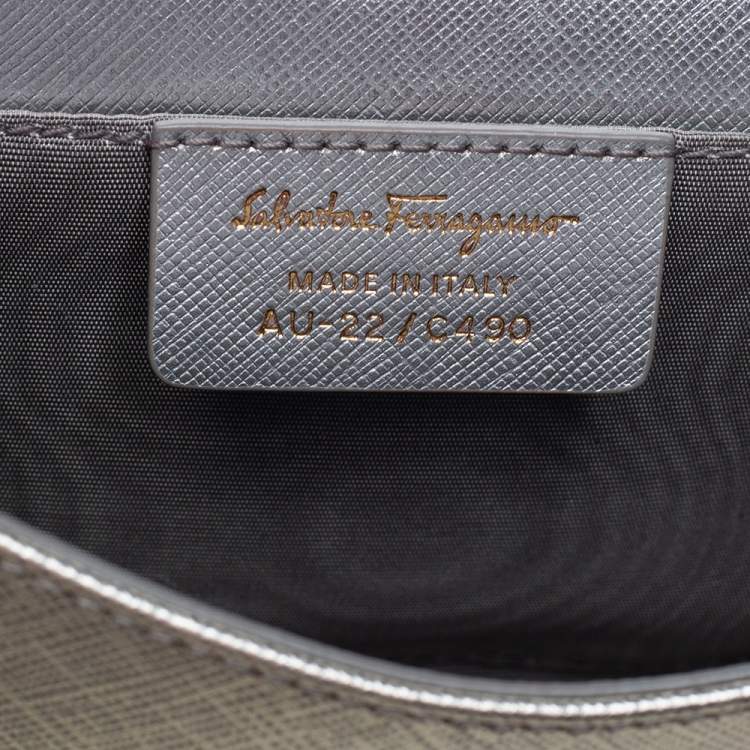 Salvatore Ferragamo
MADE IN ITALY
AU-22 / C490